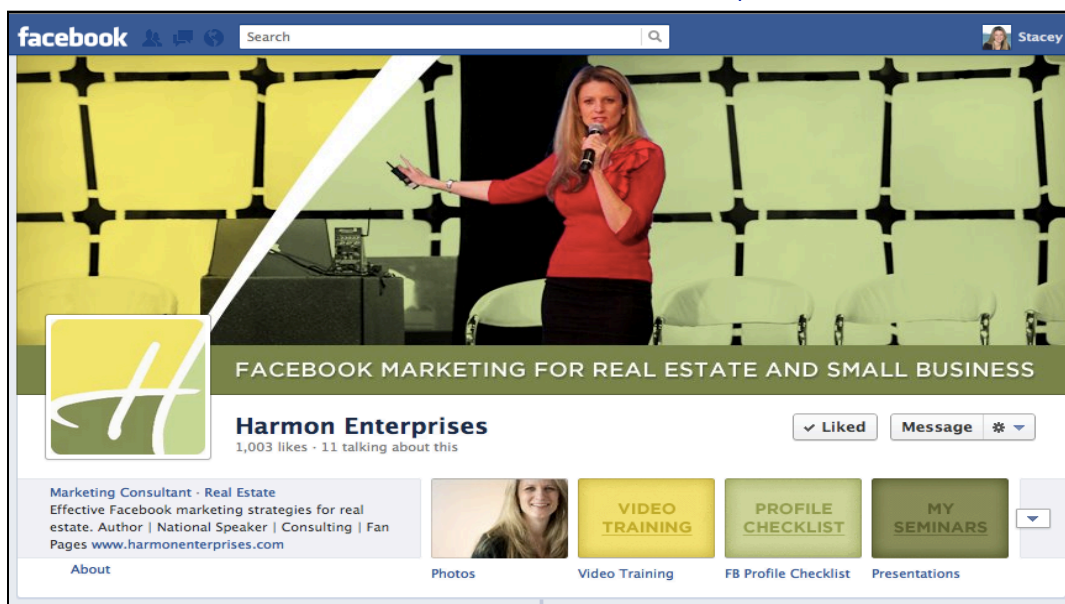 facebook Search Stacey
FACEBOOK MARKETING FOR REAL ESTATE AND SMALL BUSINESS
H
Harmon Enterprises
1,003 likes · 11 talking about this
✓ Liked
Message
Marketing Consultant · Real Estate
Effective Facebook marketing strategies for real
estate. Author | National Speaker | Consulting | Fan
Pages www.harmonenterprises.com
About
Photos
VIDEO
TRAINING
Video Training
PROFILE
CHECKLIST
FB Profile Checklist
MY
SEMINARS
Presentations